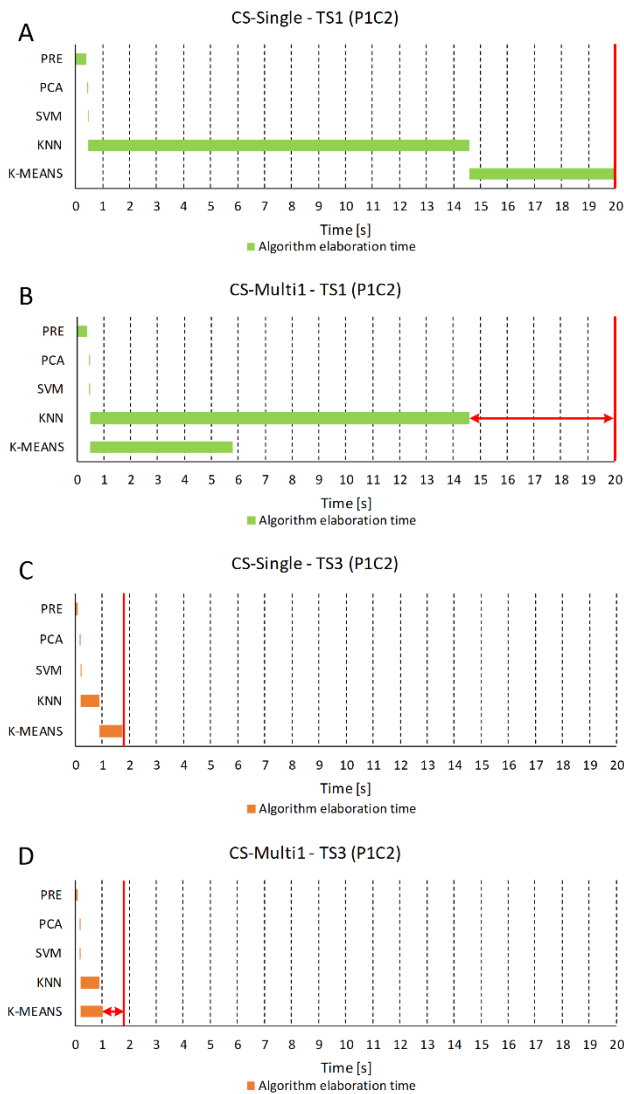 A
CS-Single - TS1 (P1C2)
PRE
PCA
SVM
KNN
K-MEANS
0 1 2 3 4 5 6 7 8 9 10 11 12 13 14 15 16 17 18 19 20
Time [s]
Algorithm elaboration time
B
CS-Multi1 - TS1 (P1C2)
PRE
PCA
SVM
KNN
K-MEANS
0 1 2 3 4 5 6 7 8 9 10 11 12 13 14 15 16 17 18 19 20
Time [s]
Algorithm elaboration time
C
CS-Single - TS3 (P1C2)
PRE
PCA
SVM
KNN
K-MEANS
0 1 2 3 4 5 6 7 8 9 10 11 12 13 14 15 16 17 18 19 20
Time [s]
Algorithm elaboration time
D
CS-Multi1 - TS3 (P1C2)
PRE
PCA
SVM
KNN
K-MEANS
0 1 2 3 4 5 6 7 8 9 10 11 12 13 14 15 16 17 18 19 20
Time [s]
Algorithm elaboration time